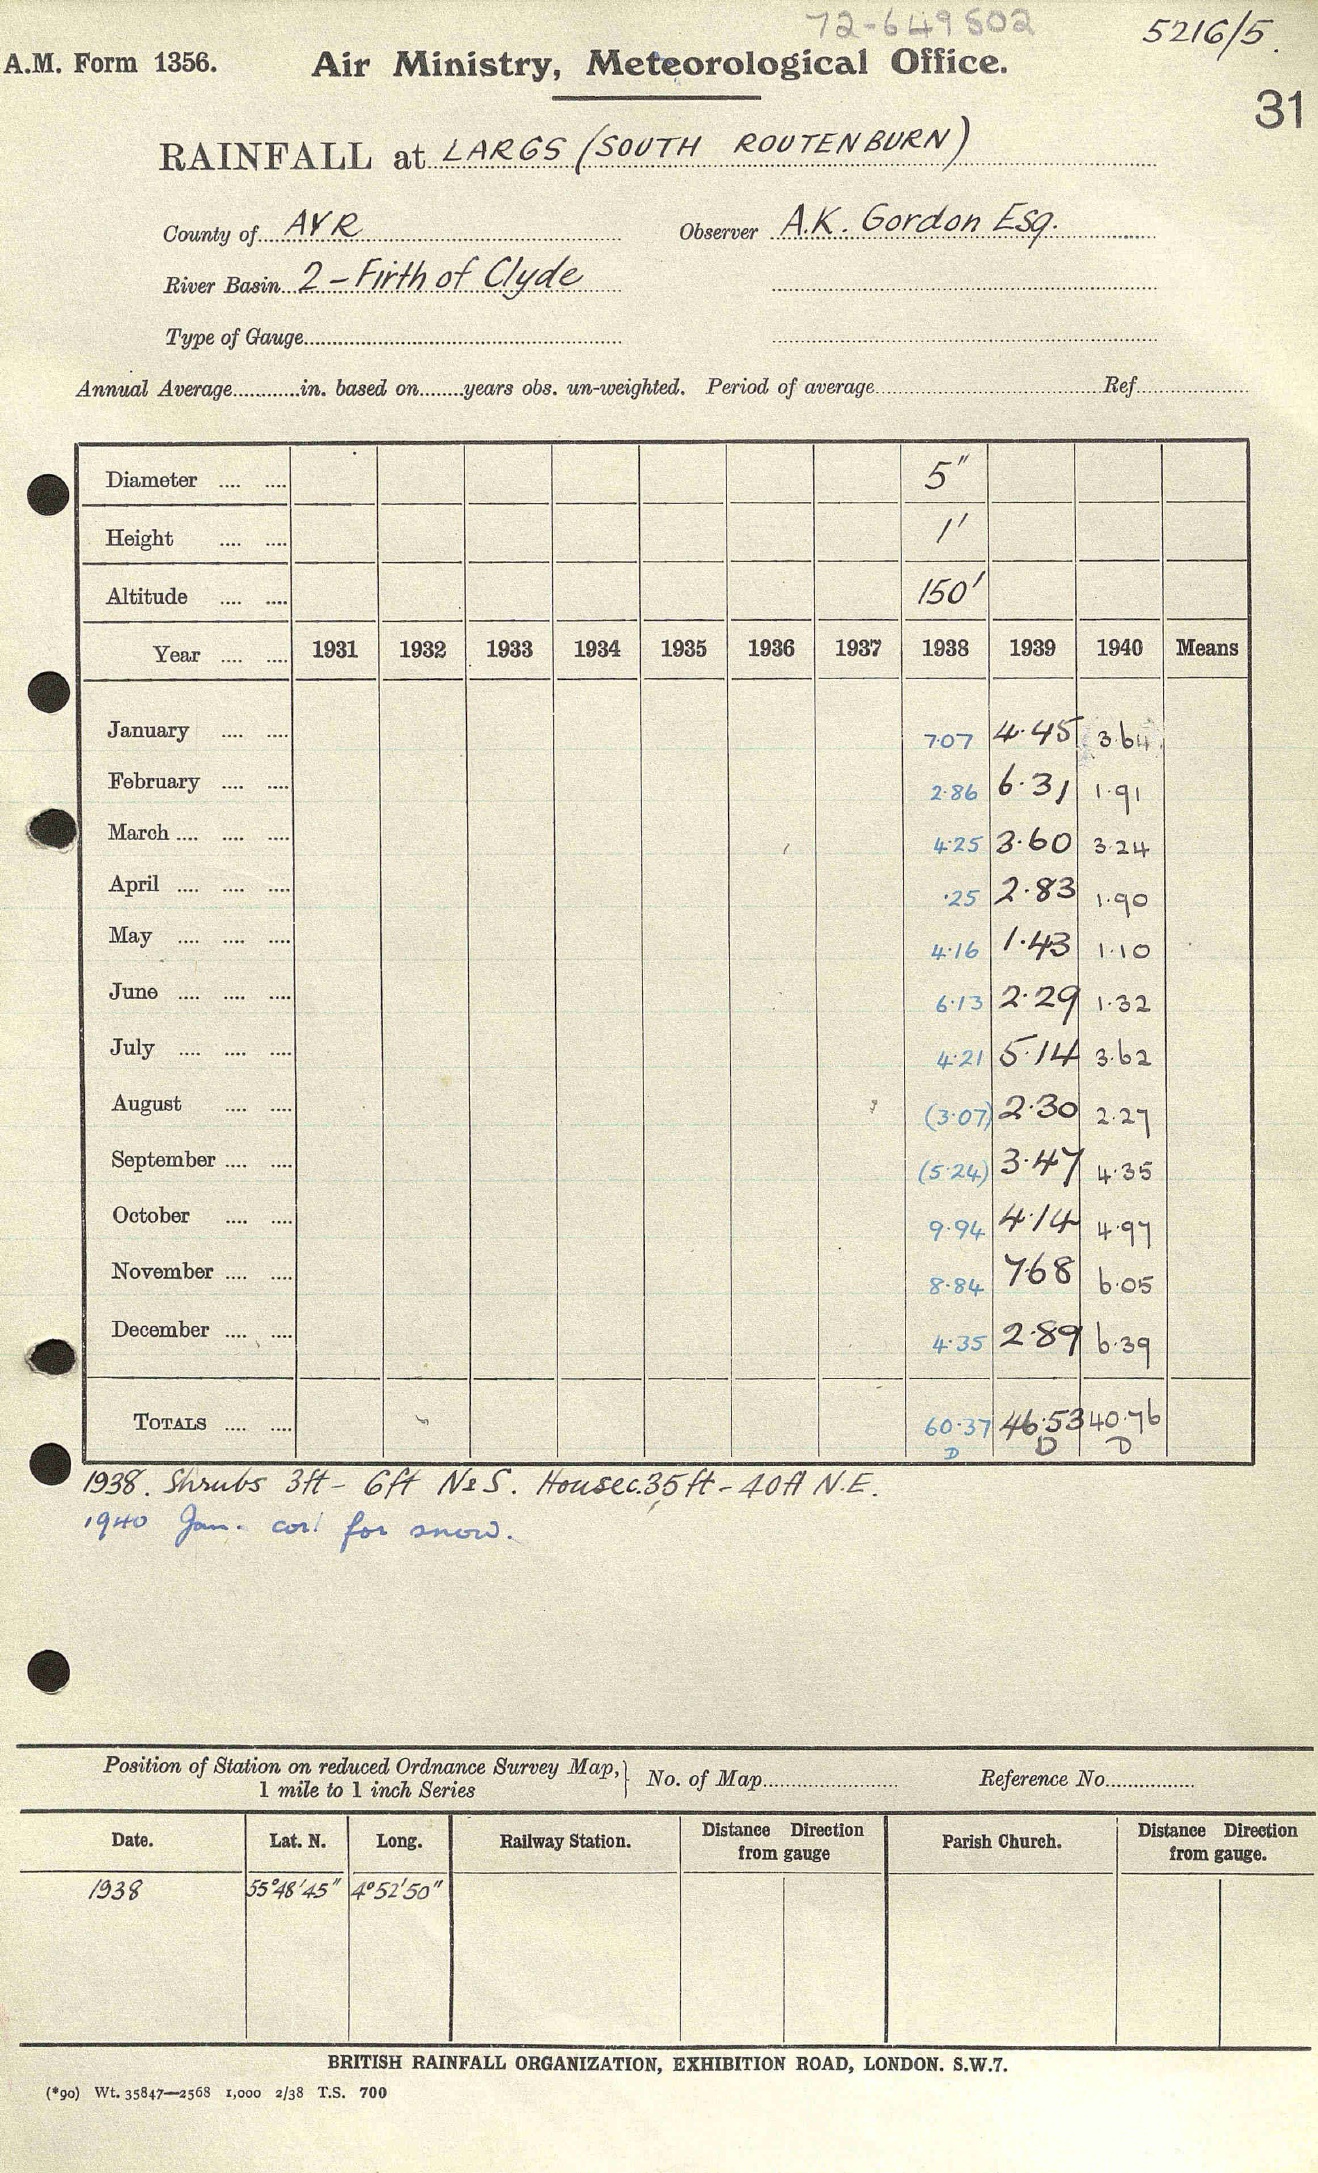 72-649502
5216/5.
A.M. Form 1356. Air Ministry, Meteorological Office.
31
RAINFALL at LARGS (SOUTH ROUTENBURN)
County of AYR Observer A.K. Gordon Esq.
River Basin 2 - Firth of Clyde
Type of Gauge
Annual Average in. based on years obs. un-weighted. Period of average Ref
Diameter 5"
Height 1'
Altitude 150'
Year 1931 1932 1933 1934 1935 1936 1937 1938 1939 1940 Means
January 7.07 4.45 3.64
February 2.86 6.31 1.91
March 4.25 3.60 3.24
April .25 2.83 1.90
May 4.16 1.43 1.10
June 6.13 2.29 1.32
July 4.21 5.14 3.62
August (3.07) 2.30 2.27
September (5.24) 3.47 4.35
October 9.94 4.14 4.97
November 8.84 7.68 6.05
December 4.35 2.89 6.39
TOTALS 60.37 46.53 40.76
D D D
1938. Shrubs 3ft - 6ft N&S. House c.35ft - 40ft N.E.
1940 Jan. cor! for snow.
Position of Station on reduced Ordnance Survey Map, No. of Map Reference No.
1 mile to 1 inch Series
Date. Lat. N. Long. Railway Station. Distance Direction from gauge Parish Church. Distance Direction from gauge.
1938 55°48'45" 4°52'50"
BRITISH RAINFALL ORGANIZATION, EXHIBITION ROAD, LONDON. S.W.7.
(*90) Wt. 35847—2568 1,000 2/38 T.S. 700